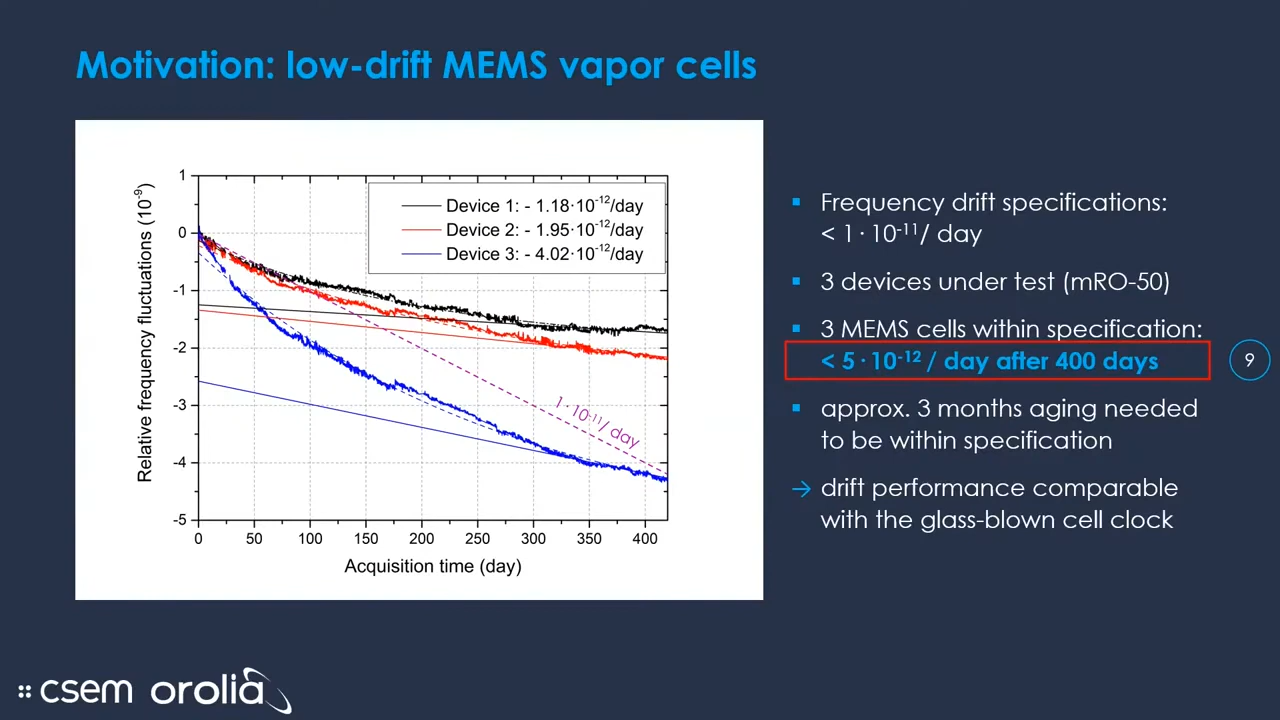 Motivation: low-drift MEMS vapor cells
Relative frequency fluctuations (10⁻⁹)
1
0
-1
-2
-3
-4
-5
Device 1: - 1.18·10⁻¹²/day
Device 2: - 1.95·10⁻¹²/day
Device 3: - 4.02·10⁻¹²/day
1·10⁻¹¹/ day
0 50 100 150 200 250 300 350 400
Acquisition time (day)
▪ Frequency drift specifications:
< 1·10⁻¹¹/ day
▪ 3 devices under test (mRO-50)
▪ 3 MEMS cells within specification:
< 5·10⁻¹² / day after 400 days
▪ approx. 3 months aging needed
to be within specification
→ drift performance comparable
with the glass-blown cell clock
9
csem orolia